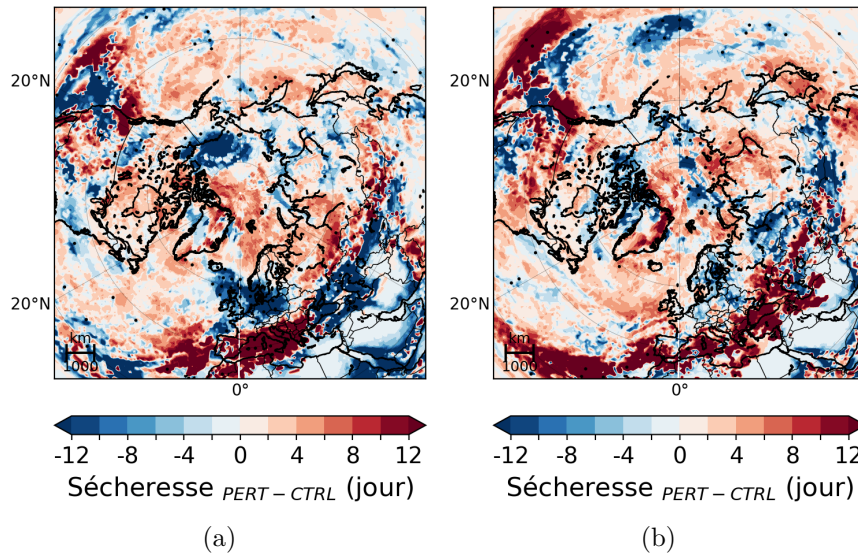 20°N
20°N
km
1000
0°
20°N
20°N
km
1000
0°
-12 -8 -4 0 4 8 12
-12 -8 -4 0 4 8 12
Sécheresse PERT-CTRL (jour)
Sécheresse PERT-CTRL (jour)
(a)
(b)